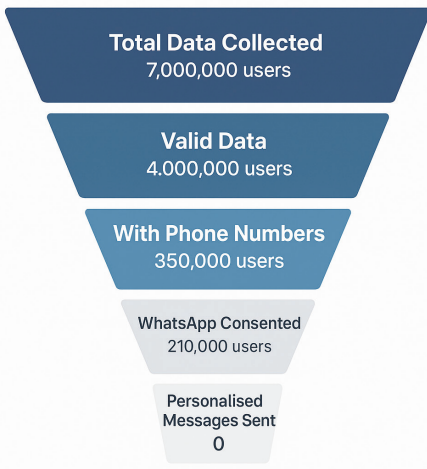 Total Data Collected
7,000,000 users
Valid Data
4.000,000 users
With Phone Numbers
350,000 users
WhatsApp Consented
210,000 users
Personalised
Messages Sent
0